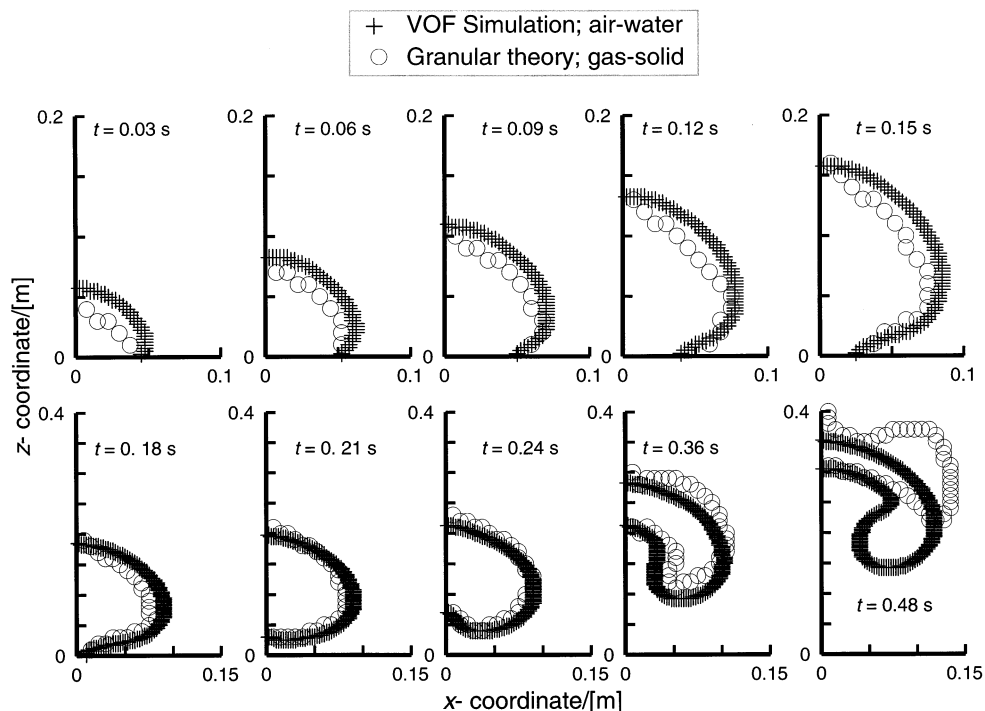 VOF Simulation; air-water
Granular theory; gas-solid
0.2 t = 0.03 s
0.2 t = 0.06 s
0.2 t = 0.09 s
0.2 t = 0.12 s
0.2 t = 0.15 s
0
0
0
0
0
0 0.1
0 0.1
0 0.1
0 0.1
0 0.1
z- coordinate/[m]
0.4 t = 0. 18 s
0.4 t = 0. 21 s
0.4 t = 0.24 s
0.4 t = 0.36 s
0.4
t = 0.48 s
0
0
0
0
0
0 0.15
0 0.15
0 0.15
0 0.15
0 0.15
x- coordinate/[m]